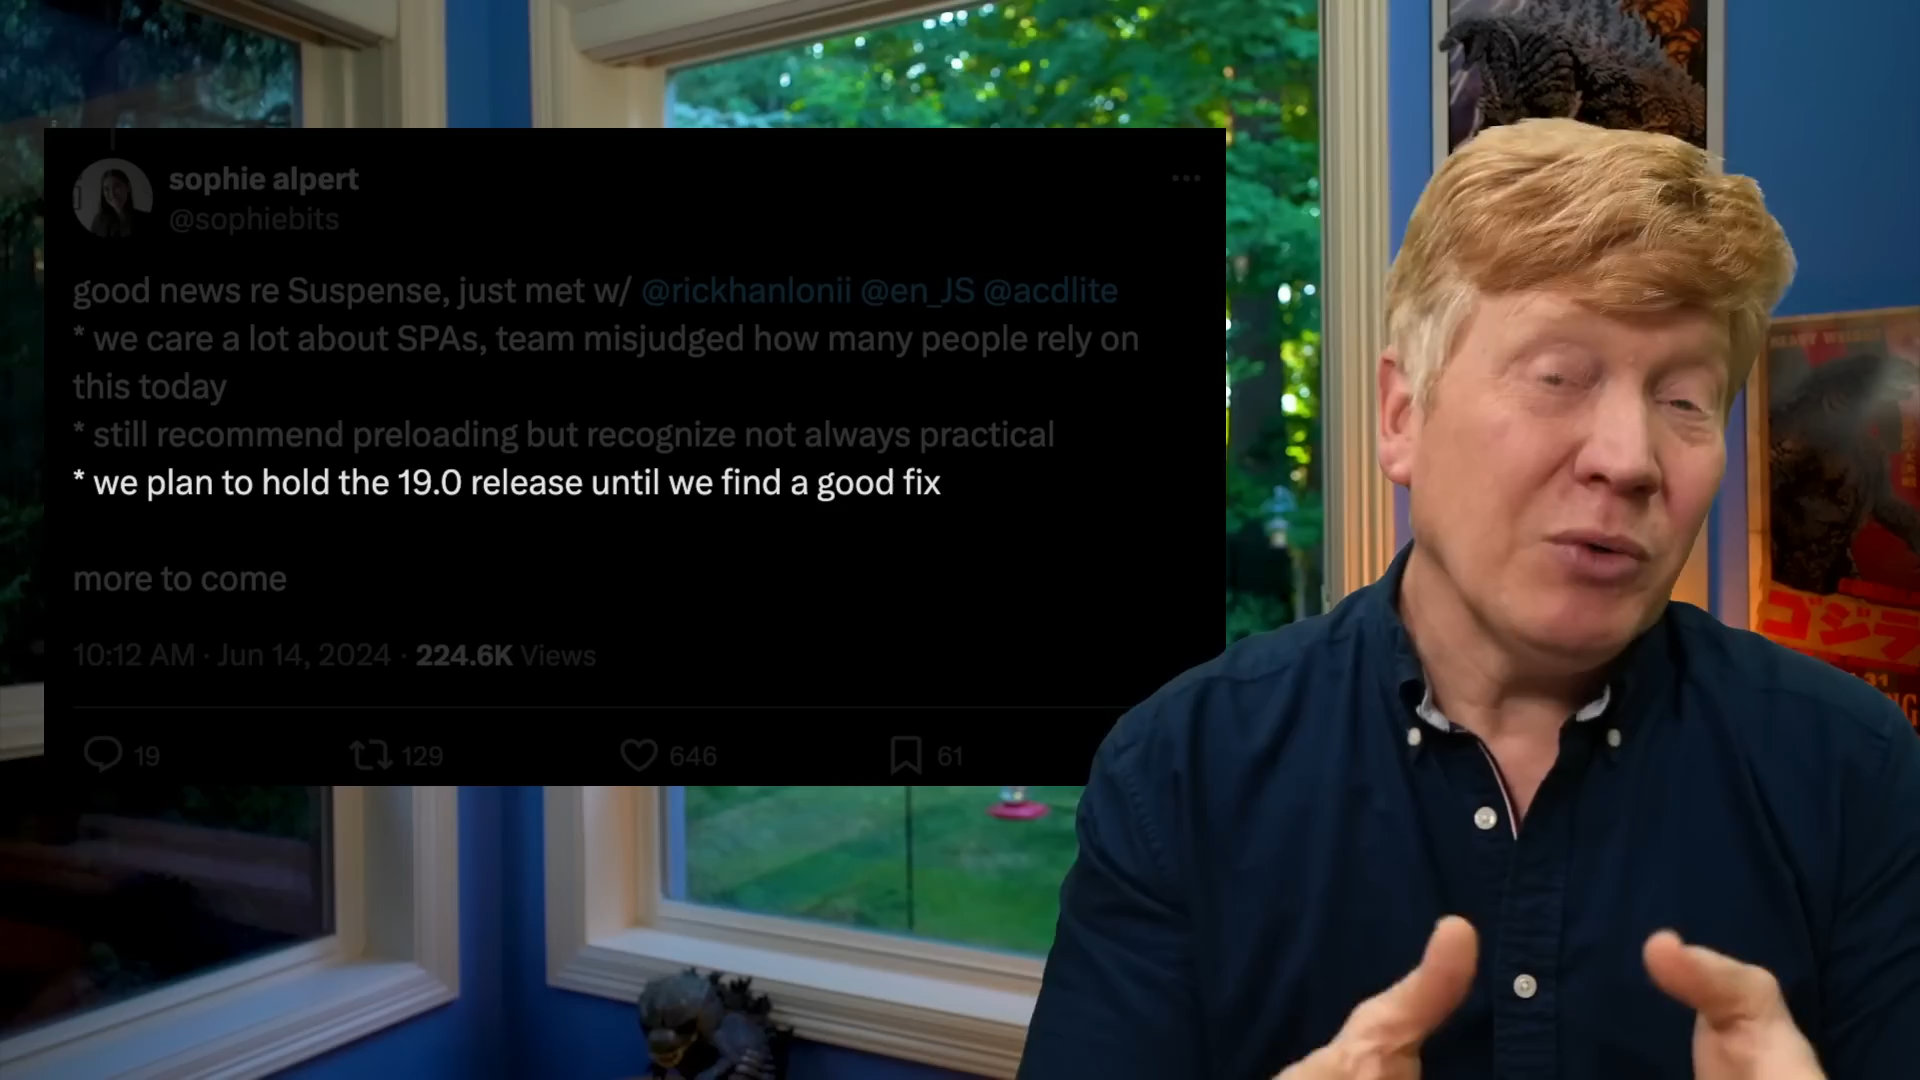 sophie alpert
@sophiebits
good news re Suspense, just met w/ @rickhanlonii @en_JS @acdlite
* we care a lot about SPAs, team misjudged how many people rely on
this today
* still recommend preloading but recognize not always practical
* we plan to hold the 19.0 release until we find a good fix
more to come
10:12 AM · Jun 14, 2024 · 224.6K Views
19 129 646 61
ゴジラ